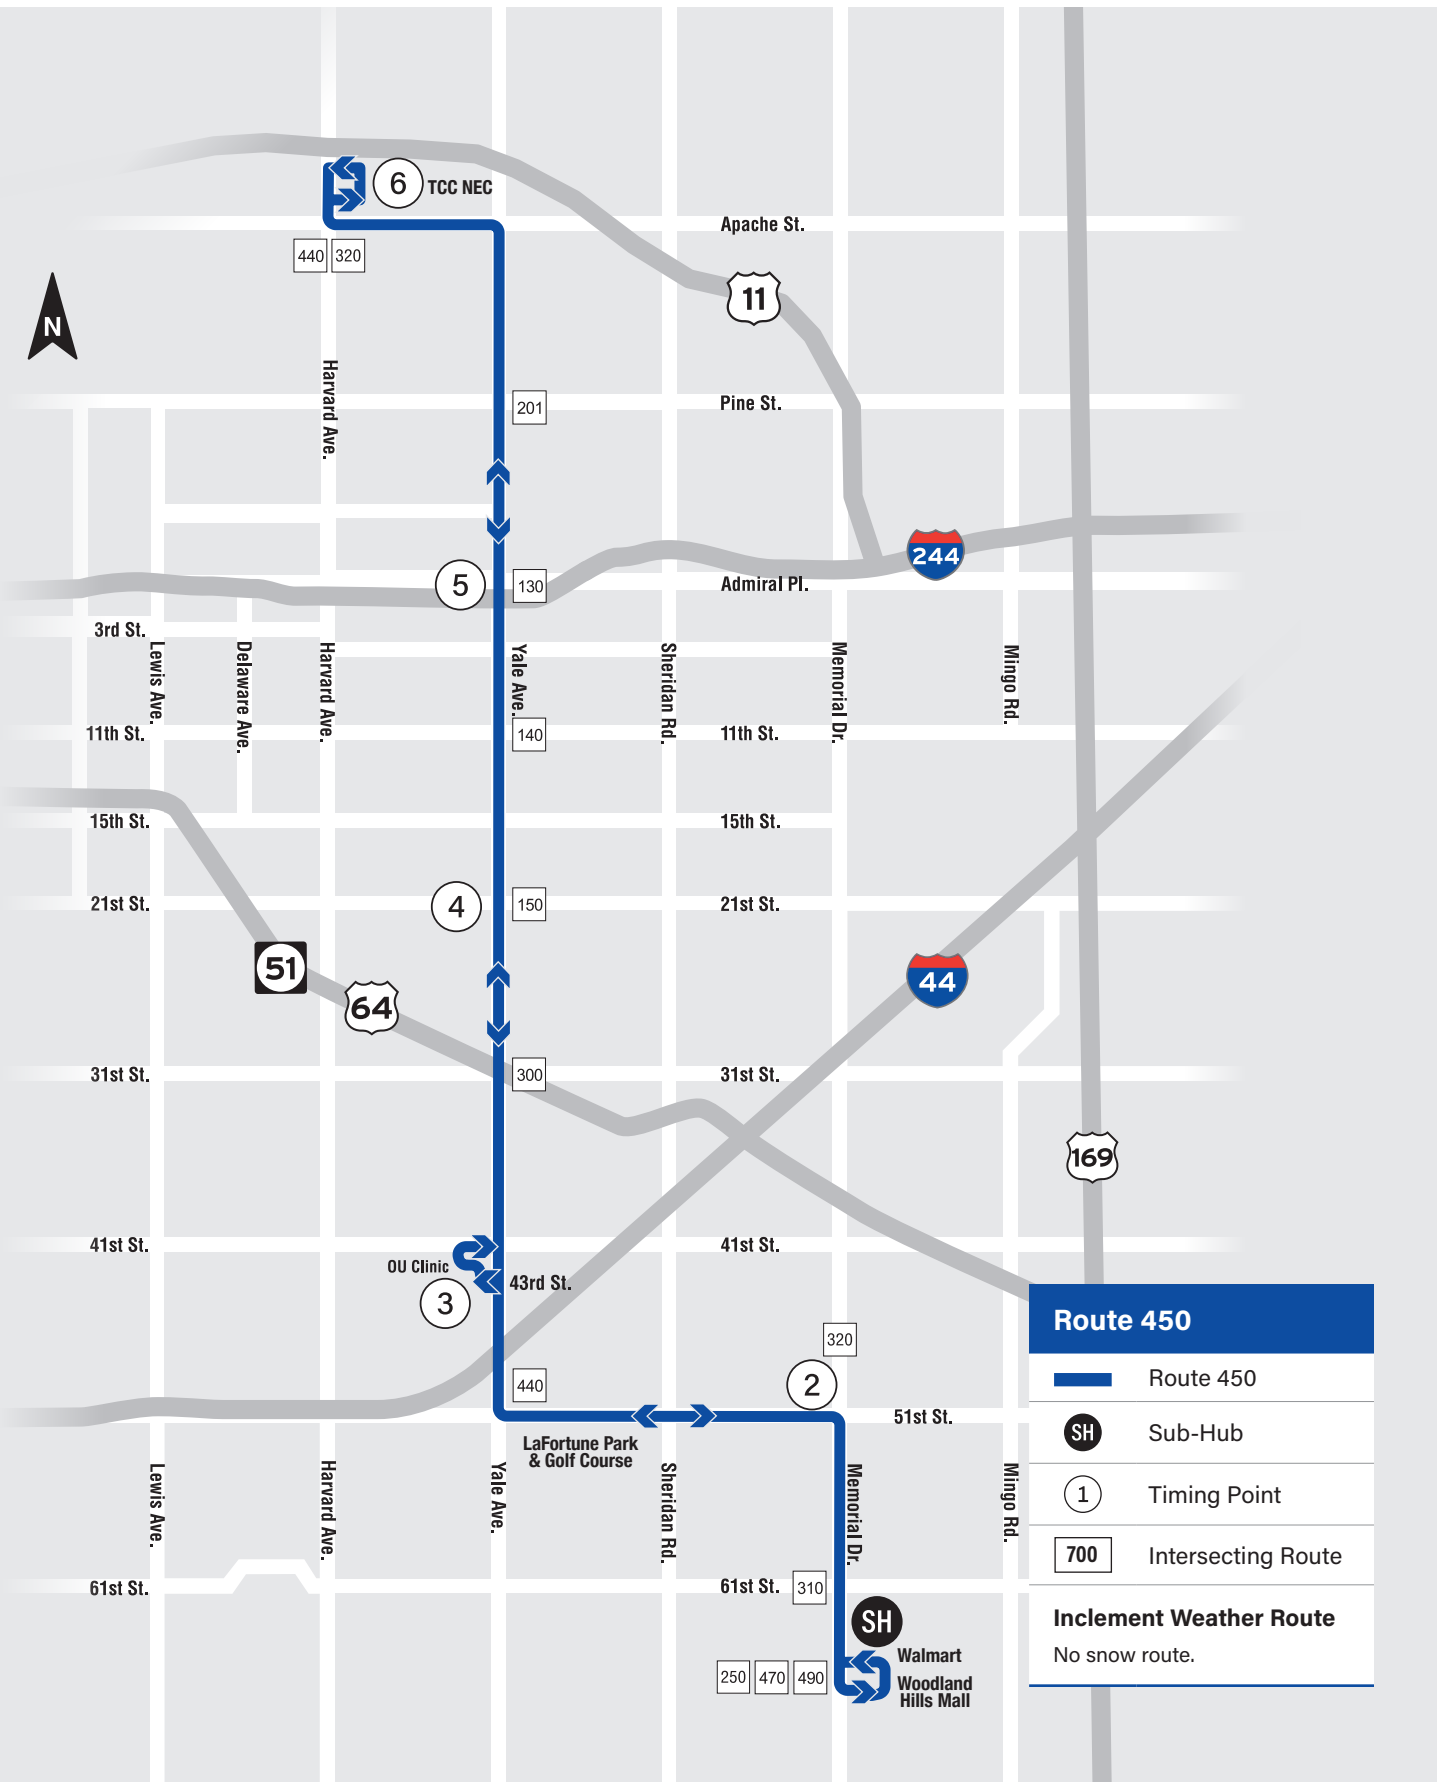 6
TCC NEC
Apache St.
440
320
11
N
Harvard Ave.
201
Pine St.
244
5
130
Admiral Pl.
3rd St.
Lewis Ave.
Delaware Ave.
Harvard Ave.
Yale Ave.
Sheridan Rd.
Memorial Dr.
Mingo Rd.
11th St.
140
11th St.
15th St.
15th St.
21st St.
4
150
21st St.
51
64
44
31st St.
300
31st St.
169
41st St.
41st St.
OU Clinic
43rd St.
3
320
2
440
51st St.
LaFortune Park
& Golf Course
Lewis Ave.
Harvard Ave.
Yale Ave.
Sheridan Rd.
Memorial Dr.
Mingo Rd.
61st St.
61st St.
310
SH
Walmart
250
470
490
Woodland
Hills Mall
Route 450
Route 450
SH
Sub-Hub
1
Timing Point
700
Intersecting Route
Inclement Weather Route
No snow route.